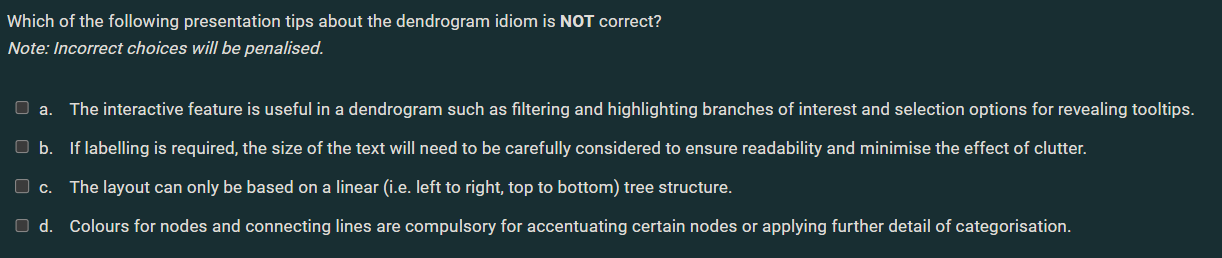 Which of the following presentation tips about the dendrogram idiom is NOT correct?
Note: Incorrect choices will be penalised.
a. The interactive feature is useful in a dendrogram such as filtering and highlighting branches of interest and selection options for revealing tooltips.
b. If labelling is required, the size of the text will need to be carefully considered to ensure readability and minimise the effect of clutter.
c. The layout can only be based on a linear (i.e. left to right, top to bottom) tree structure.
d. Colours for nodes and connecting lines are compulsory for accentuating certain nodes or applying further detail of categorisation.